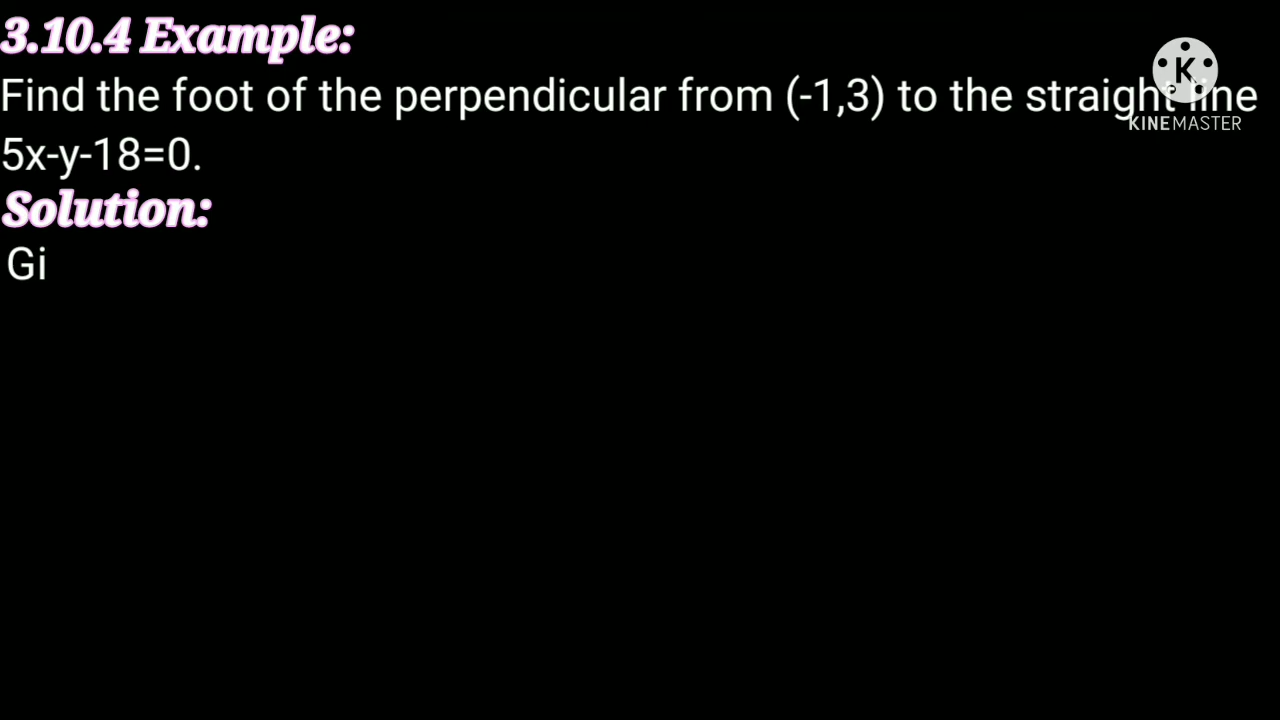 3.10.4 Example:
Find the foot of the perpendicular from (-1,3) to the straight line
5x-y-18=0.
Solution:
Gi
K
KINEMASTER